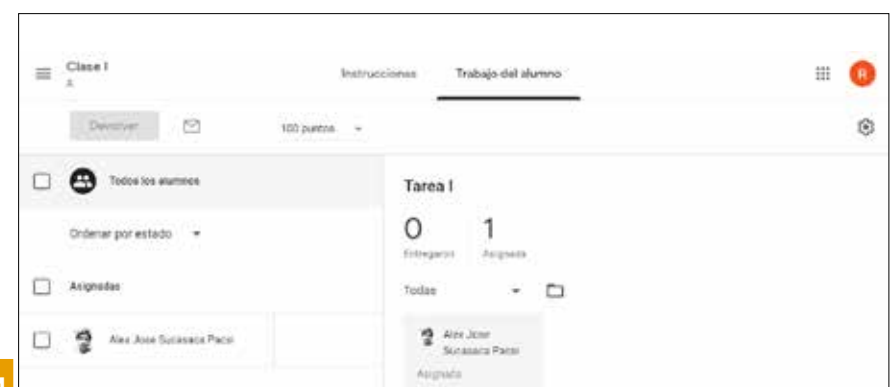 Clase I
Instrucciones
Trabajo del alumno
R
Devolver
100 puntos
Todos los alumnos
Ordenar por estado
Asignadas
Alex Jose Sucasaca Pacsi
Tarea I
0
Entregaron
1
Asignada
Todas
Alex Jose
Sucasaca Pacsi
Asignada